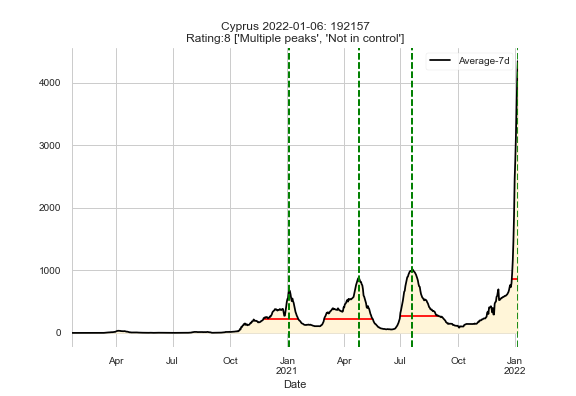 Cyprus 2022-01-06: 192157
Rating:8 ['Multiple peaks', 'Not in control']
Average-7d
4000
3000
2000
1000
0
Apr
Jul
Oct
Jan
2021
Apr
Jul
Oct
Jan
2022
Date